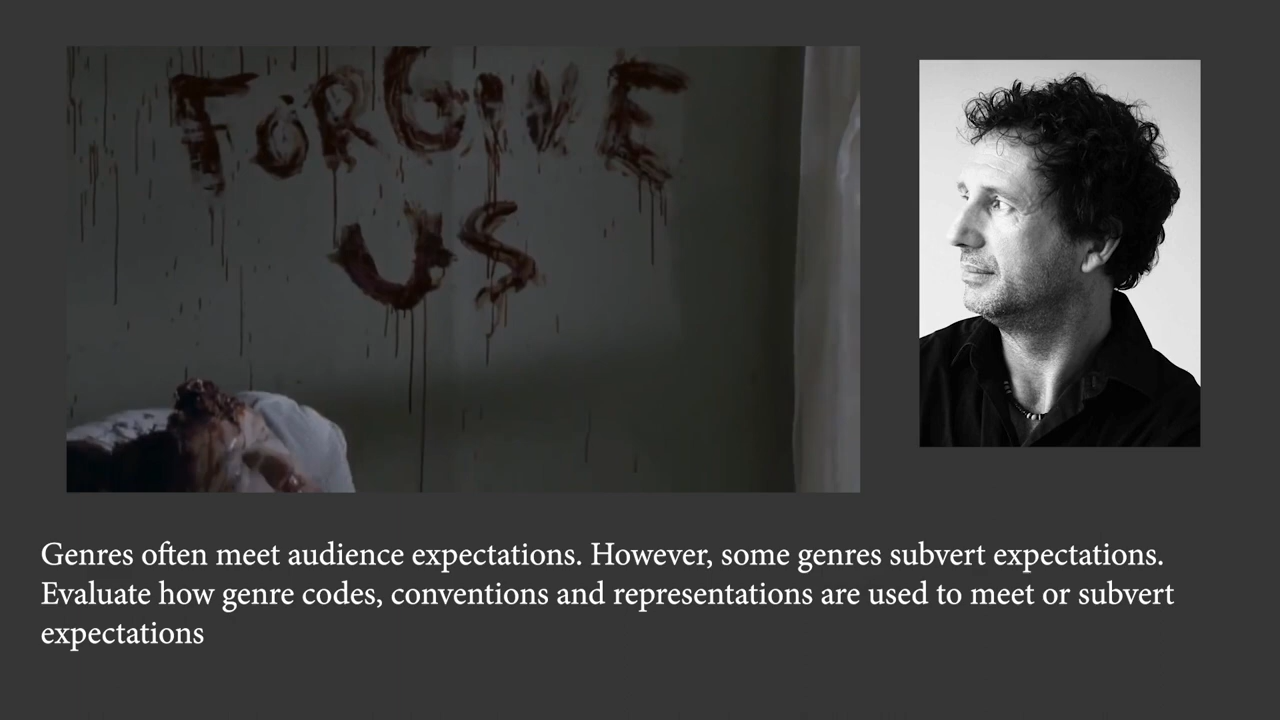 FORGIVE
US
Genres often meet audience expectations. However, some genres subvert expectations.
Evaluate how genre codes, conventions and representations are used to meet or subvert
expectations